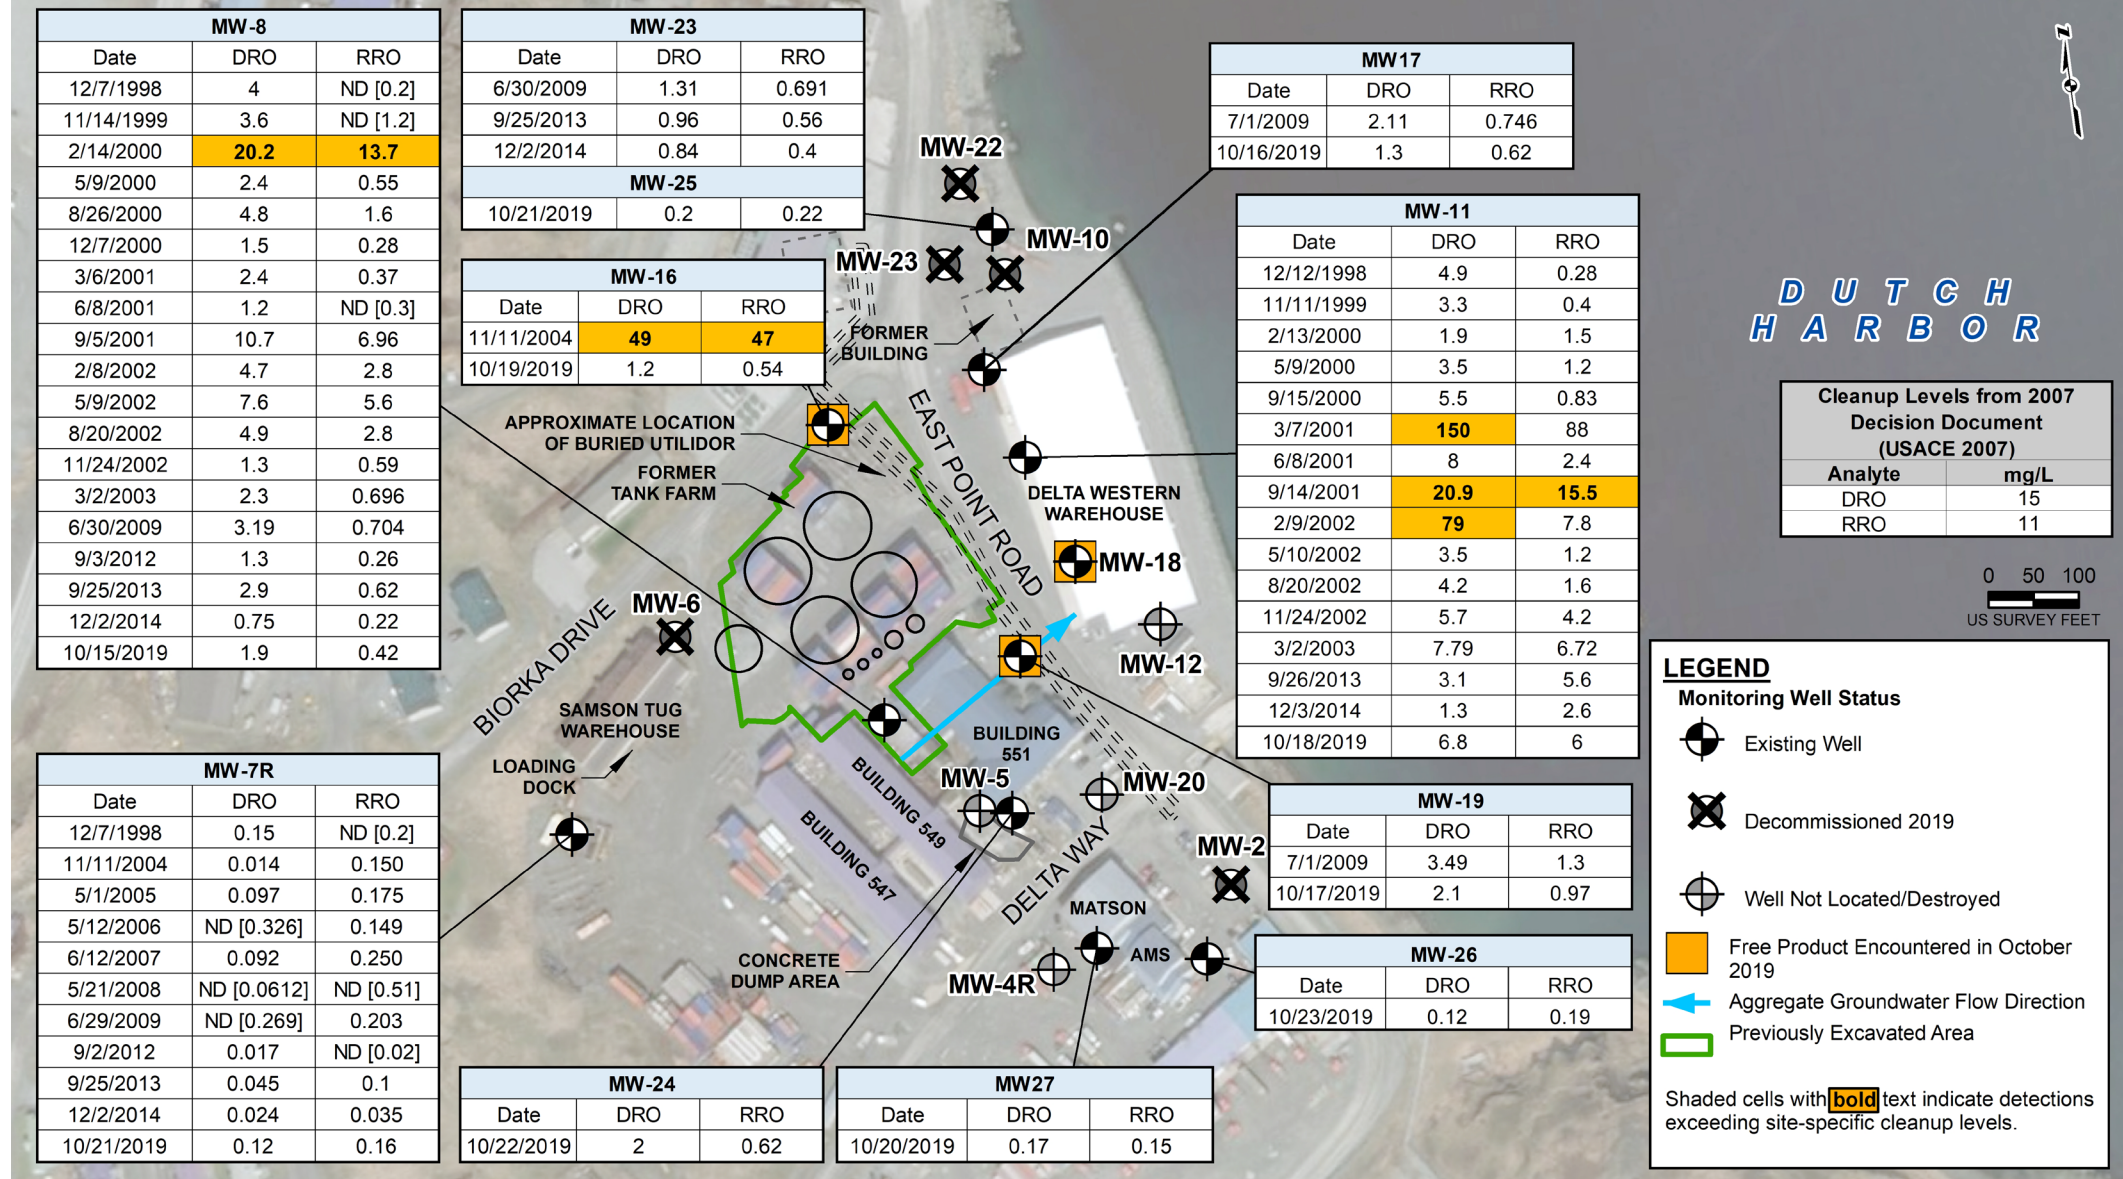 MW-8
Date DRO RRO
12/7/1998 4 ND [0.2]
11/14/1999 3.6 ND [1.2]
2/14/2000 20.2 13.7
5/9/2000 2.4 0.55
8/26/2000 4.8 1.6
12/7/2000 1.5 0.28
3/6/2001 2.4 0.37
6/8/2001 1.2 ND [0.3]
9/5/2001 10.7 6.96
2/8/2002 4.7 2.8
5/9/2002 7.6 5.6
8/20/2002 4.9 2.8
11/24/2002 1.3 0.59
3/2/2003 2.3 0.696
6/30/2009 3.19 0.704
9/3/2012 1.3 0.26
9/25/2013 2.9 0.62
12/2/2014 0.75 0.22
10/15/2019 1.9 0.42
MW-23
Date DRO RRO
6/30/2009 1.31 0.691
9/25/2013 0.96 0.56
12/2/2014 0.84 0.4
MW-25
10/21/2019 0.2 0.22
MW-16
Date DRO RRO
11/11/2004 49 47
10/19/2019 1.2 0.54
MW17
Date DRO RRO
7/1/2009 2.11 0.746
10/16/2019 1.3 0.62
MW-11
Date DRO RRO
12/12/1998 4.9 0.28
11/11/1999 3.3 0.4
2/13/2000 1.9 1.5
5/9/2000 3.5 1.2
9/15/2000 5.5 0.83
3/7/2001 150 88
6/8/2001 8 2.4
9/14/2001 20.9 15.5
2/9/2002 79 7.8
5/10/2002 3.5 1.2
8/20/2002 4.2 1.6
11/24/2002 5.7 4.2
3/2/2003 7.79 6.72
9/26/2013 3.1 5.6
12/3/2014 1.3 2.6
10/18/2019 6.8 6
Z
DUTCH
HARBOR
Cleanup Levels from 2007
Decision Document
(USACE 2007)
Analyte mg/L
DRO 15
RRO 11
0 50 100
US SURVEY FEET
MW-22
MW-10
MW-23
FORMER
BUILDING
EAST POINT ROAD
APPROXIMATE LOCATION
OF BURIED UTILIDOR
FORMER
TANK FARM
DELTA WESTERN
WAREHOUSE
MW-18
MW-6
MW-12
BIORKA DRIVE
SAMSON TUG
WAREHOUSE
LOADING
DOCK
BUILDING
551
BUILDING 549
BUILDING 547
MW-5
MW-20
DELTA WAY
MW-2
MATSON
AMS
MW-4R
CONCRETE
DUMP AREA
MW-7R
Date DRO RRO
12/7/1998 0.15 ND [0.2]
11/11/2004 0.014 0.150
5/1/2005 0.097 0.175
5/12/2006 ND [0.326] 0.149
6/12/2007 0.092 0.250
5/21/2008 ND [0.0612] ND [0.51]
6/29/2009 ND [0.269] 0.203
9/2/2012 0.017 ND [0.02]
9/25/2013 0.045 0.1
12/2/2014 0.024 0.035
10/21/2019 0.12 0.16
MW-24
Date DRO RRO
10/22/2019 2 0.62
MW27
Date DRO RRO
10/20/2019 0.17 0.15
MW-19
Date DRO RRO
7/1/2009 3.49 1.3
10/17/2019 2.1 0.97
MW-26
Date DRO RRO
10/23/2019 0.12 0.19
LEGEND
Monitoring Well Status
Existing Well
Decommissioned 2019
Well Not Located/Destroyed
Free Product Encountered in October
2019
Aggregate Groundwater Flow Direction
Previously Excavated Area
Shaded cells with bold text indicate detections
exceeding site-specific cleanup levels.